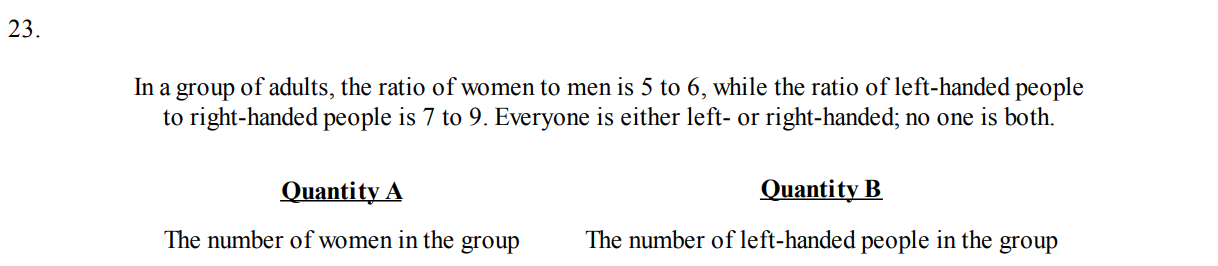 23.
In a group of adults, the ratio of women to men is 5 to 6, while the ratio of left-handed people
to right-handed people is 7 to 9. Everyone is either left- or right-handed; no one is both.
Quantity A Quantity B
The number of women in the group The number of left-handed people in the group